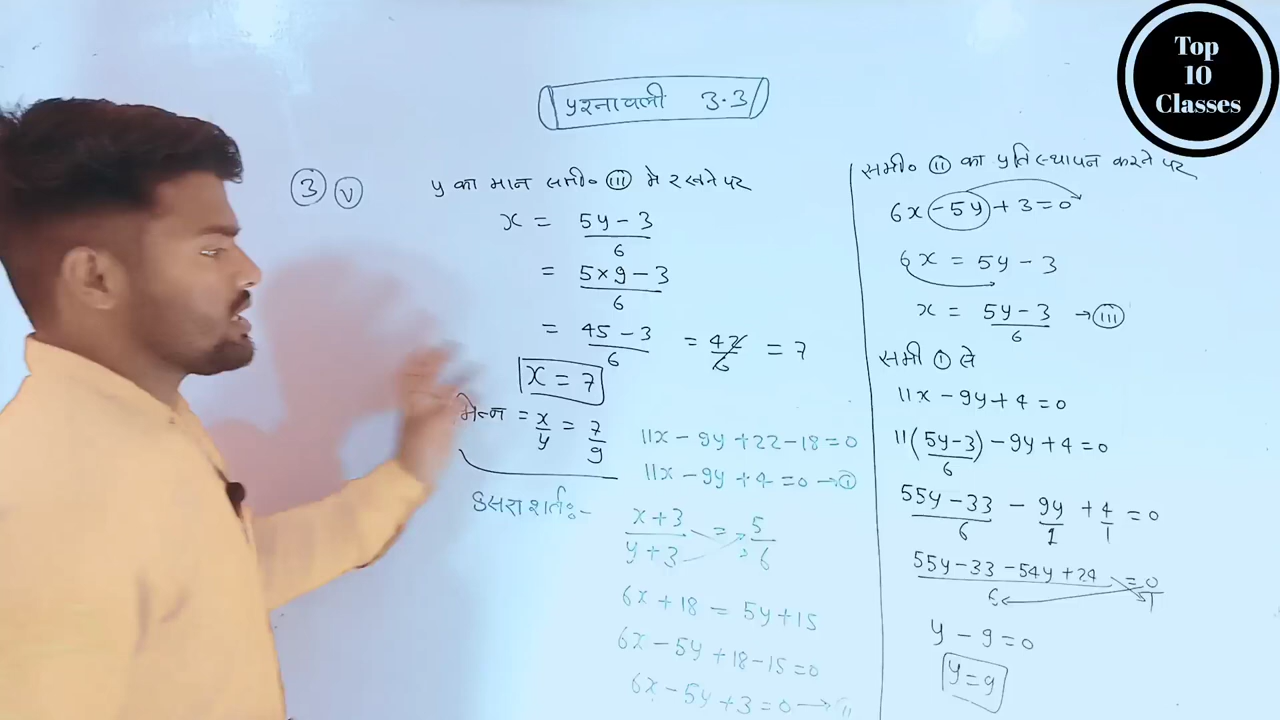 Top
10
Classes
प्रश्नावली 3.3
3 V
y का मान समी० III मे रखने पर
x = 5y - 3 / 6
= 5×9 - 3 / 6
= 45 - 3 / 6 = 42 / 6 = 7
x = 7
भिन्न = x / y = 7 / 9
11x - 9y + 22 - 18 = 0
11x - 9y + 4 = 0 → I
दूसरा शर्त:-
x + 3 / y + 3 = 5 / 6
6x + 18 = 5y + 15
6x - 5y + 18 - 15 = 0
6x - 5y + 3 = 0 → II
समी० II का प्रतिस्थापन करने पर
6x - 5y + 3 = 0
6x = 5y - 3
x = 5y - 3 / 6 → III
समी I से
11x - 9y + 4 = 0
11(5y - 3 / 6) - 9y + 4 = 0
55y - 33 / 6 - 9y / 1 + 4 / 1 = 0
55y - 33 - 54y + 24 / 6 = 0 / 1
y - 9 = 0
y = 9